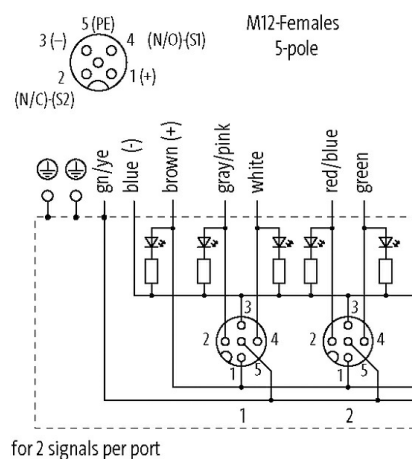 5 (PE)
M12-Females
3 (–)
4
(N/O)-(S1)
5-pole
2
1 (+)
(N/C)-(S2)
gn/ye
blue (-)
brown (+)
gray/pink
white
red/blue
green
3
3
2
4
2
4
1
5
1
5
1
2
for 2 signals per port